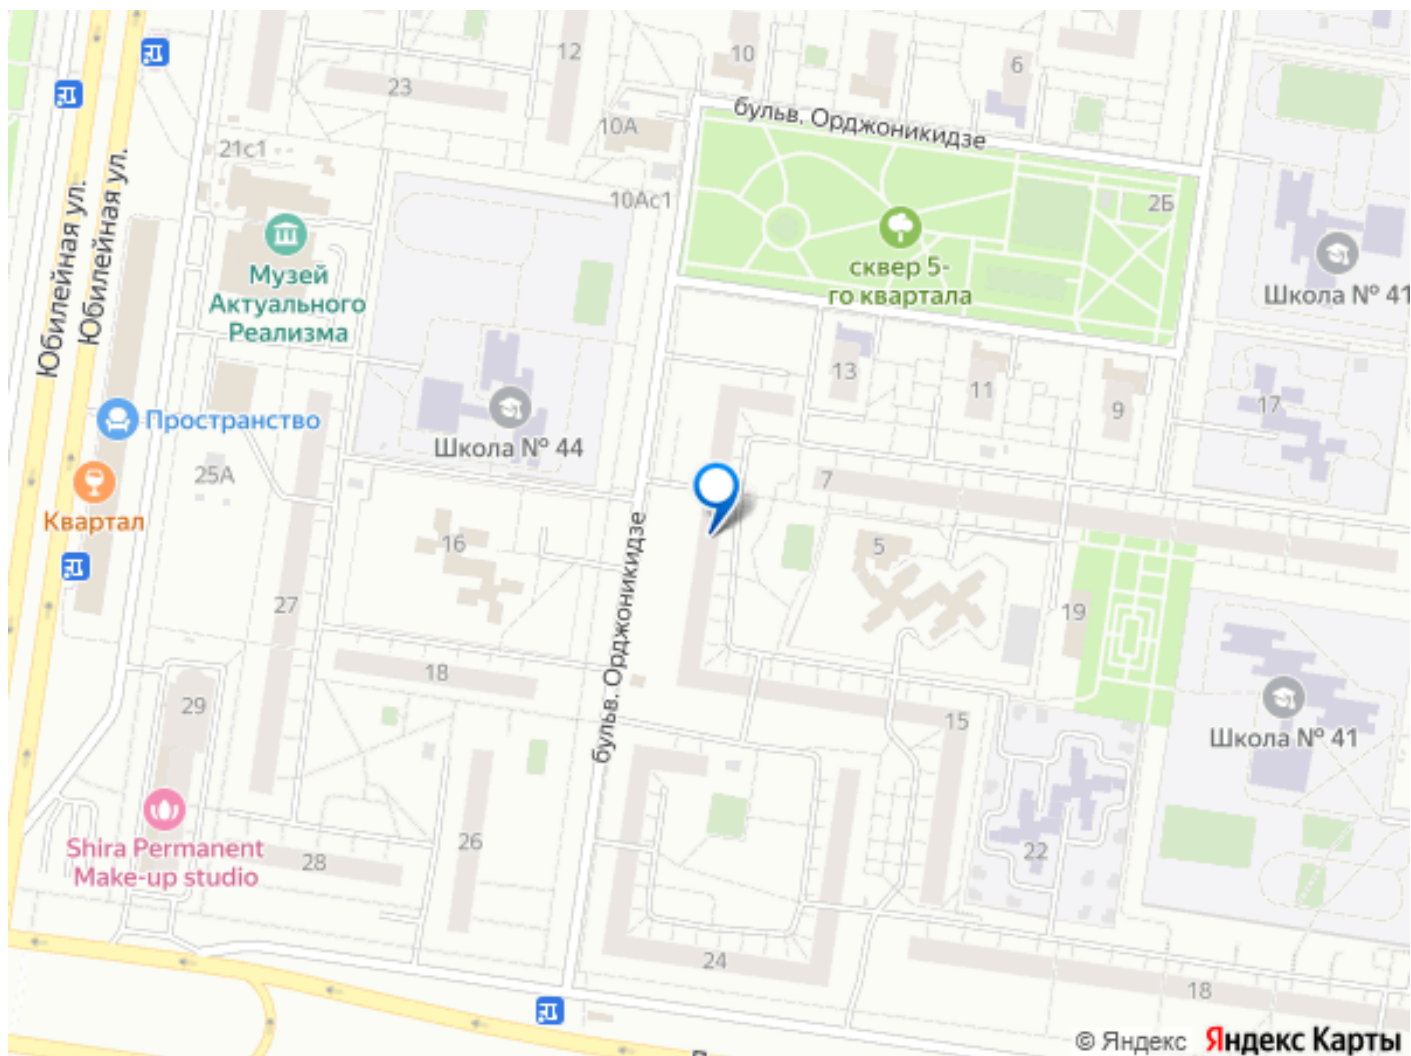 12
10
6
23
бульв. Орджоникидзе
10А
21с1
10Ас1
2Б
Юбилейная ул.
Юбилейная ул.
Музей
Актуального
Реализма
сквер 5-
го квартала
Школа № 41
13
11
9
17
Пространство
Школа № 44
25А
7
Квартал
16
5
бульв. Орджоникидзе
27
19
18
29
15
Школа № 41
Shira Permanent
Make-up studio
28
26
22
24
18
© Яндекс Яндекс Карты